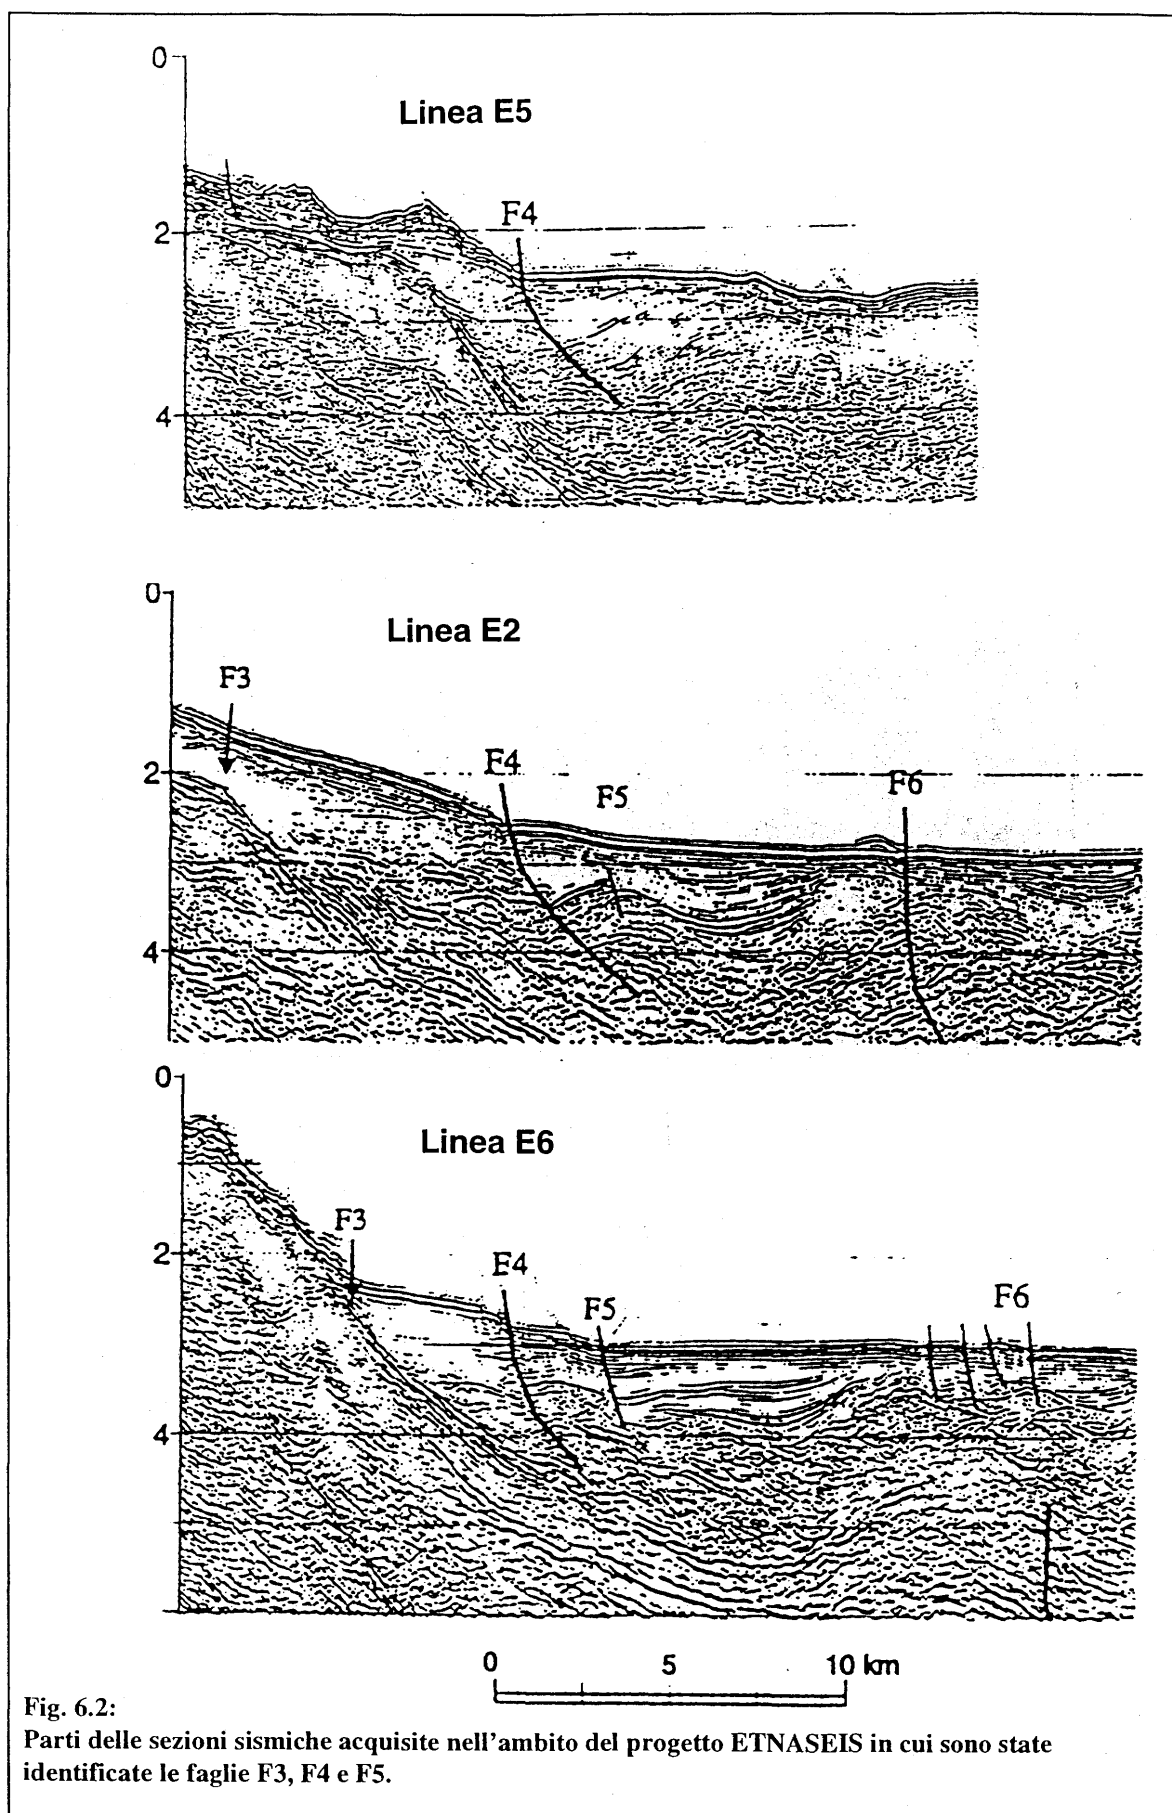 0
Linea E5
F4
2
4
0
Linea E2
F3
2
F4
F5
F6
4
0
Linea E6
F3
2
F4
F5
F6
4
0 5 10 km
Fig. 6.2:
Parti delle sezioni sismiche acquisite nell'ambito del progetto ETNASEIS in cui sono state
identificate le faglie F3, F4 e F5.